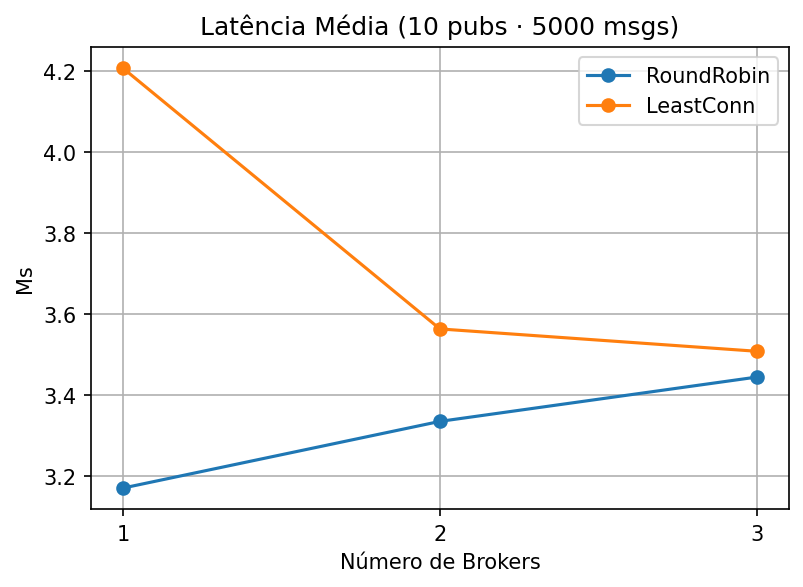 Latência Média (10 pubs · 5000 msgs)
RoundRobin
LeastConn
4.2
4.0
3.8
3.6
3.4
3.2
Ms
1
2
3
Número de Brokers